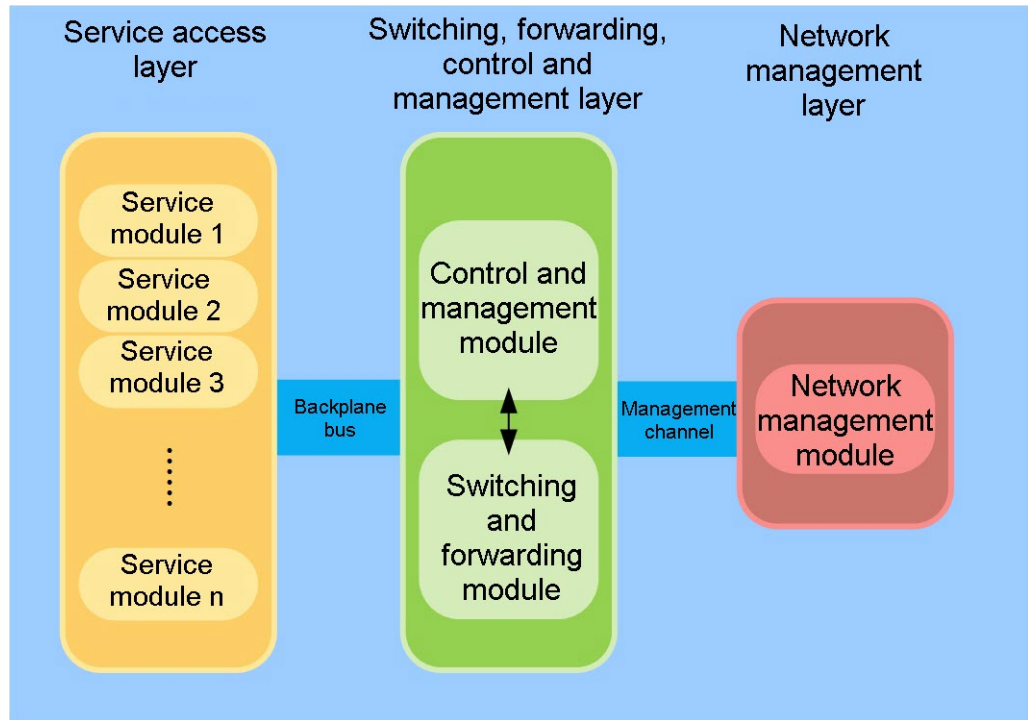 Service access
layer
Switching, forwarding,
control and
management layer
Network
management
layer
Service
module 1
Service
module 2
Service
module 3
Service
module n
Backplane
bus
Control and
management
module
Switching
and
forwarding
module
Management
channel
Network
management
module